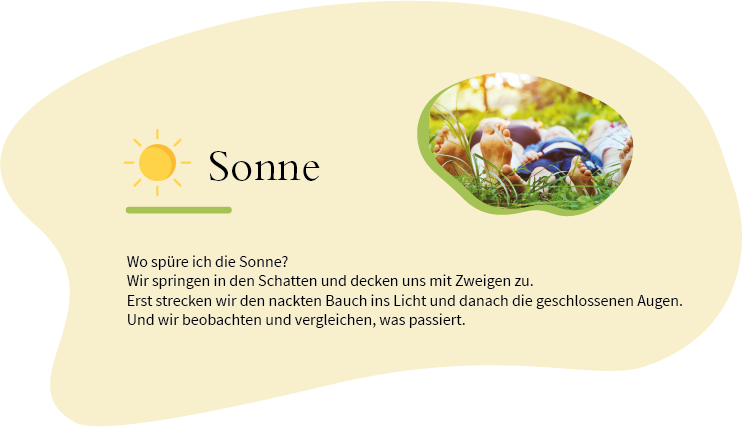 Sonne
Wo spüre ich die Sonne?
Wir springen in den Schatten und decken uns mit Zweigen zu.
Erst strecken wir den nackten Bauch ins Licht und danach die geschlossenen Augen.
Und wir beobachten und vergleichen, was passiert.